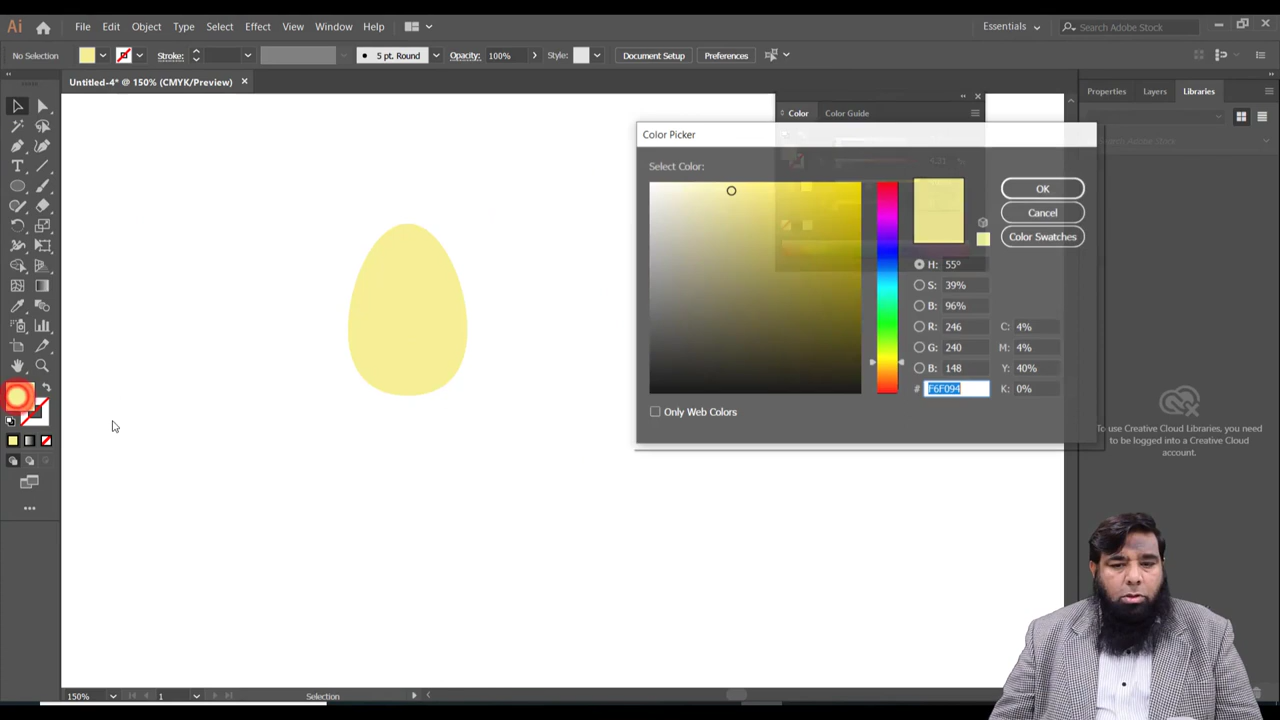 Ai File Edit Object Type Select Effect View Window Help Essentials Search Adobe Stock
No Selection Stroke: 5 pt. Round Opacity: 100% Style: Document Setup Preferences
Untitled-4* @ 150% (CMYK/Preview)
Properties Layers Libraries
Color Color Guide
Color Picker
Search Adobe Stock
Select Color:
OK
Cancel
Color Swatches
H: 55°
S: 39%
B: 96%
R: 246 C: 4%
G: 240 M: 4%
B: 148 Y: 40%
# F6F094 K: 0%
Only Web Colors
To use Creative Cloud Libraries, you need
to be logged into a Creative Cloud
account.
150% 1 Selection